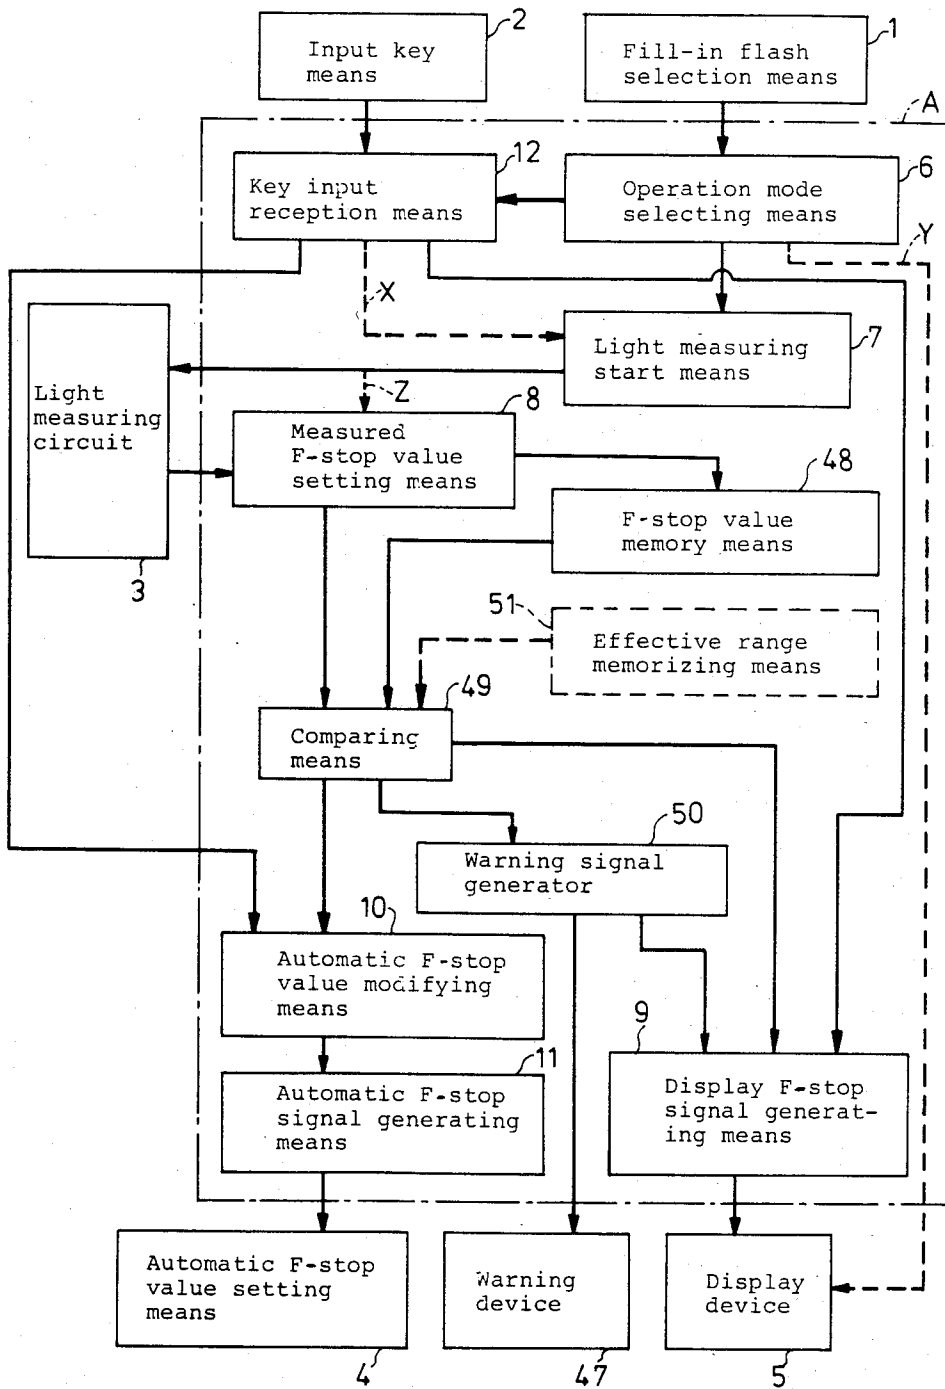 2
1
Input key
means
Fill-in flash
selection means
A
12
6
Key input
reception means
Operation mode
selecting means
Y
X
7
Light measuring
start means
Light
measuring
circuit
Z
8
Measured
F-stop value
setting means
48
F-stop value
memory means
3
51
Effective range
memorizing means
49
Comparing
means
50
Warning signal
generator
10
Automatic F-stop
value modifying
means
9
11
Automatic F-stop
signal generating
means
Display F-stop
signal generat-
ing means
Automatic F-stop
value setting
means
Warning
device
Display
device
4
47
5